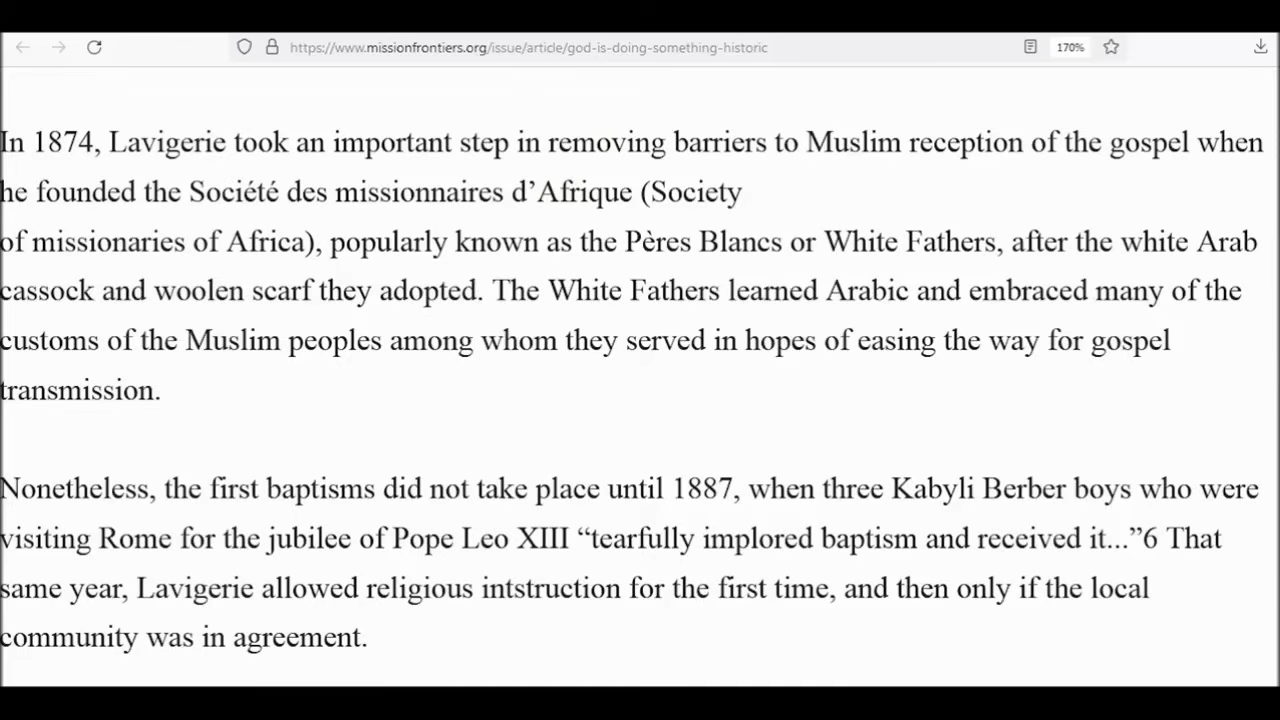 https://www.missionfrontiers.org/issue/article/god-is-doing-something-historic
170%
In 1874, Lavigerie took an important step in removing barriers to Muslim reception of the gospel when
he founded the Société des missionnaires d’Afrique (Society
of missionaries of Africa), popularly known as the Pères Blancs or White Fathers, after the white Arab
cassock and woolen scarf they adopted. The White Fathers learned Arabic and embraced many of the
customs of the Muslim peoples among whom they served in hopes of easing the way for gospel
transmission.
Nonetheless, the first baptisms did not take place until 1887, when three Kabyli Berber boys who were
visiting Rome for the jubilee of Pope Leo XIII “tearfully implored baptism and received it...”6 That
same year, Lavigerie allowed religious intstruction for the first time, and then only if the local
community was in agreement.